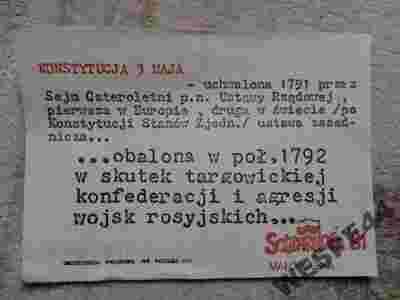 KONSTYTUCJA 3 MAJA
- uchwalona 1791 przez
Sejm Czteroletni p.n. Ustawy Rządowej,
pierwsza w Europie, druga w świecie /po
Konstytucji Stanów Zjedn./ ustawa zasad-
nicza...
...obalona w poł.1792
w skutek targowickiej
konfederacji i agresji
wojsk rosyjskich...
Solidarność 81